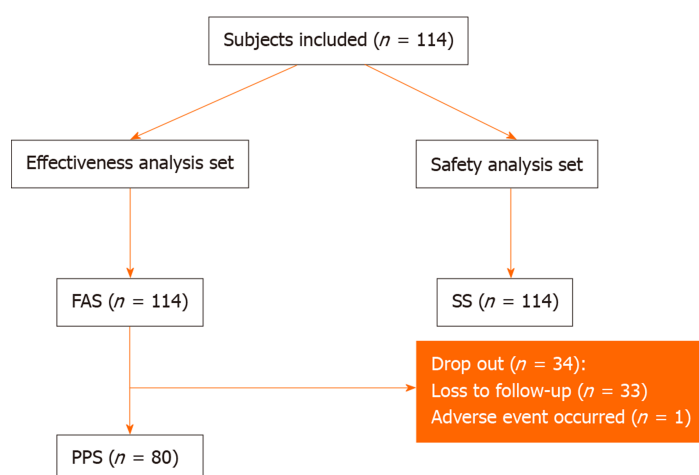 Subjects included (n = 114)
Effectiveness analysis set
Safety analysis set
FAS (n = 114)
SS (n = 114)
Drop out (n = 34):
Loss to follow-up (n = 33)
Adverse event occurred (n = 1)
PPS (n = 80)